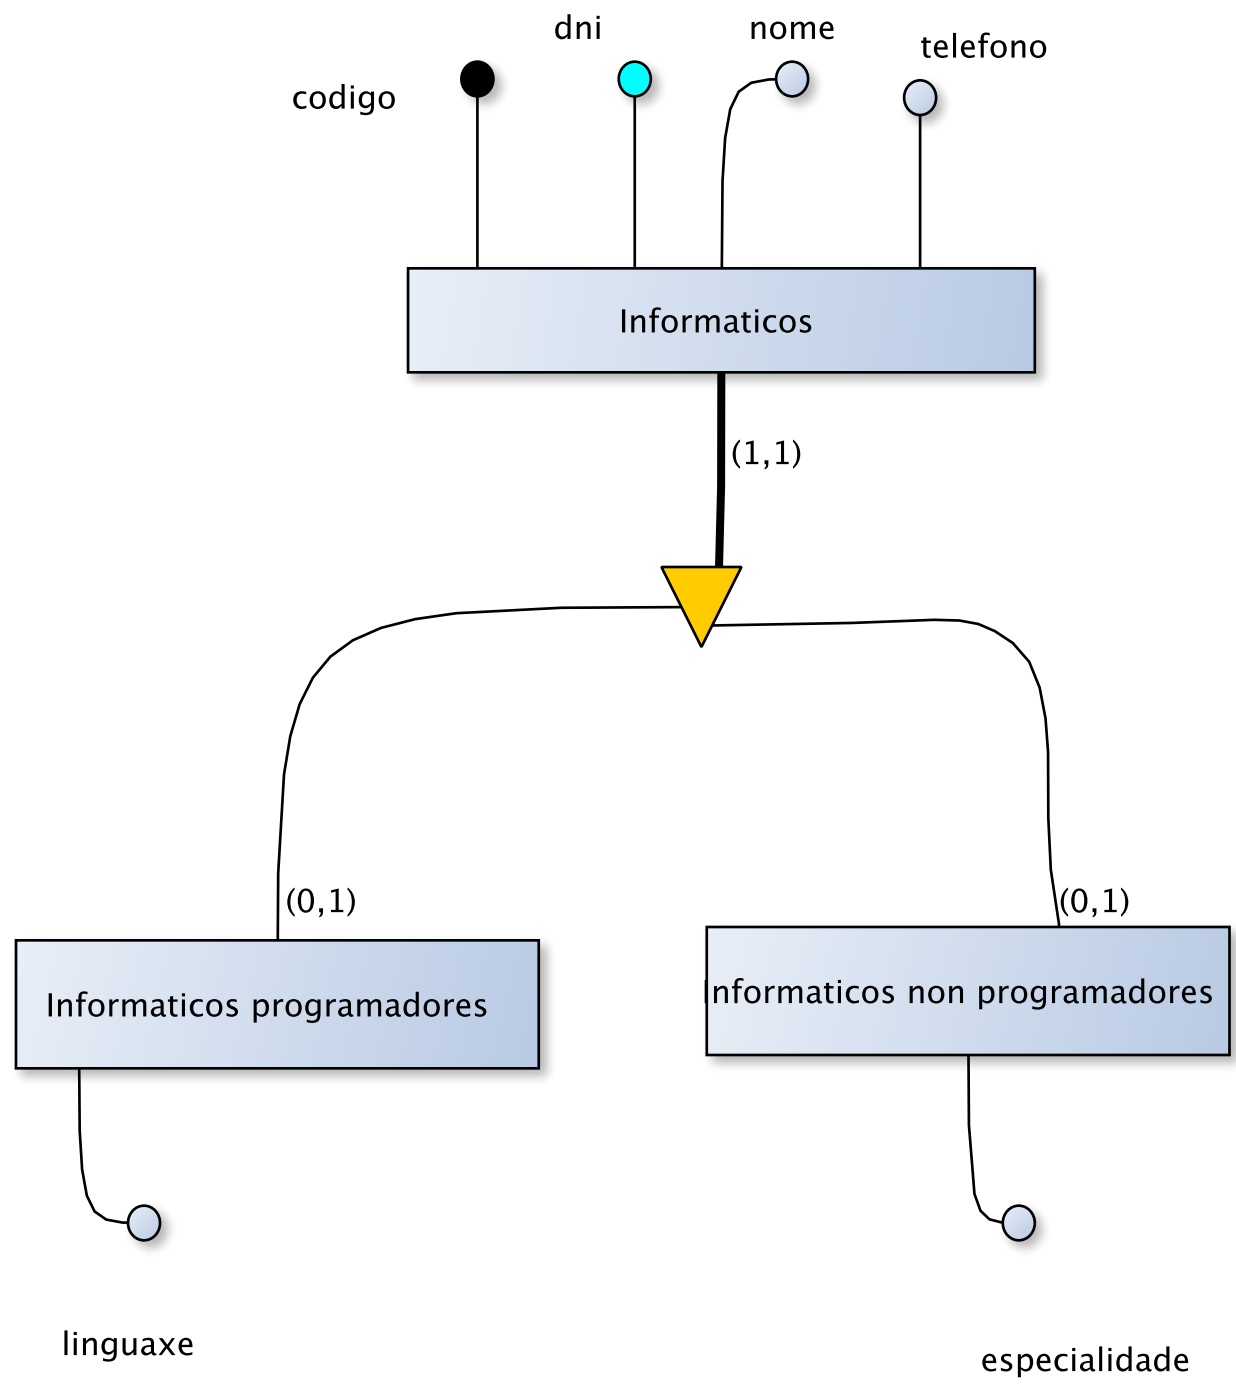 dni
nome
telefono
codigo
Informaticos
(1,1)
(0,1)
(0,1)
Informaticos programadores
Informaticos non programadores
linguaxe
especialidade